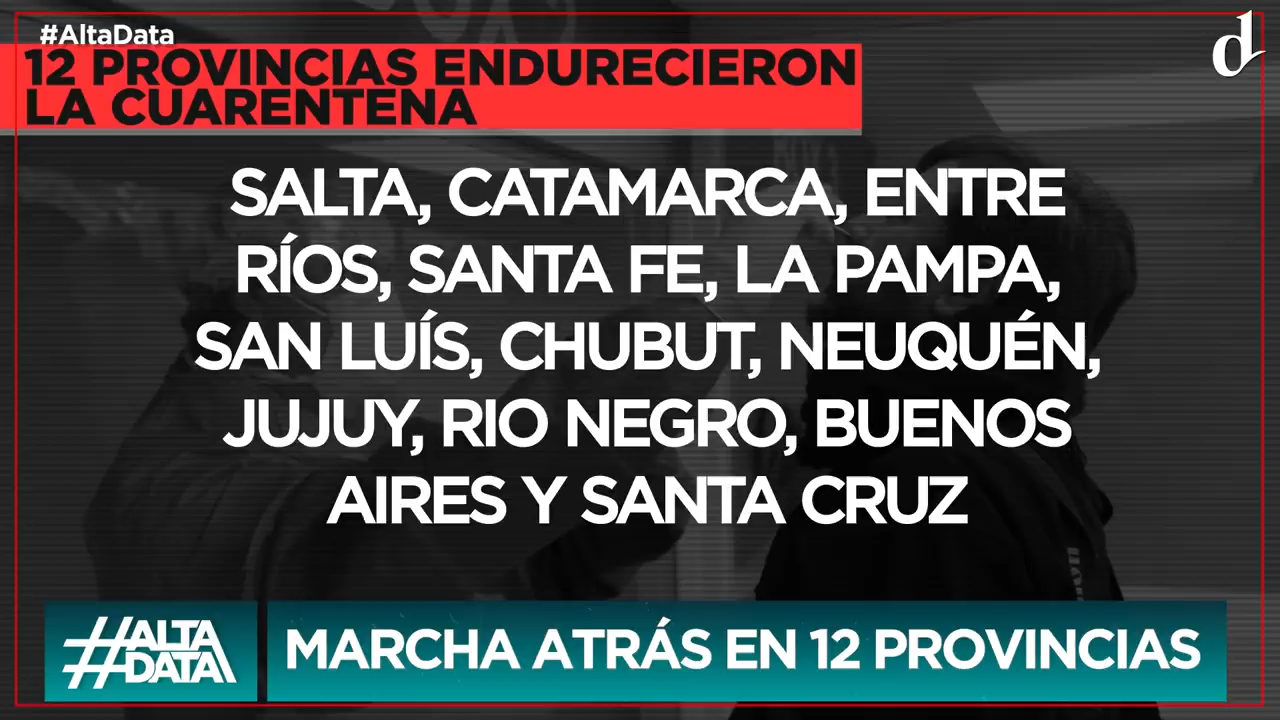 #AltaData
12 PROVINCIAS ENDURECIERON
LA CUARENTENA
SALTA, CATAMARCA, ENTRE
RÍOS, SANTA FE, LA PAMPA,
SAN LUÍS, CHUBUT, NEUQUÉN,
JUJUY, RIO NEGRO, BUENOS
AIRES Y SANTA CRUZ
#ALTA
DATA
MARCHA ATRÁS EN 12 PROVINCIAS